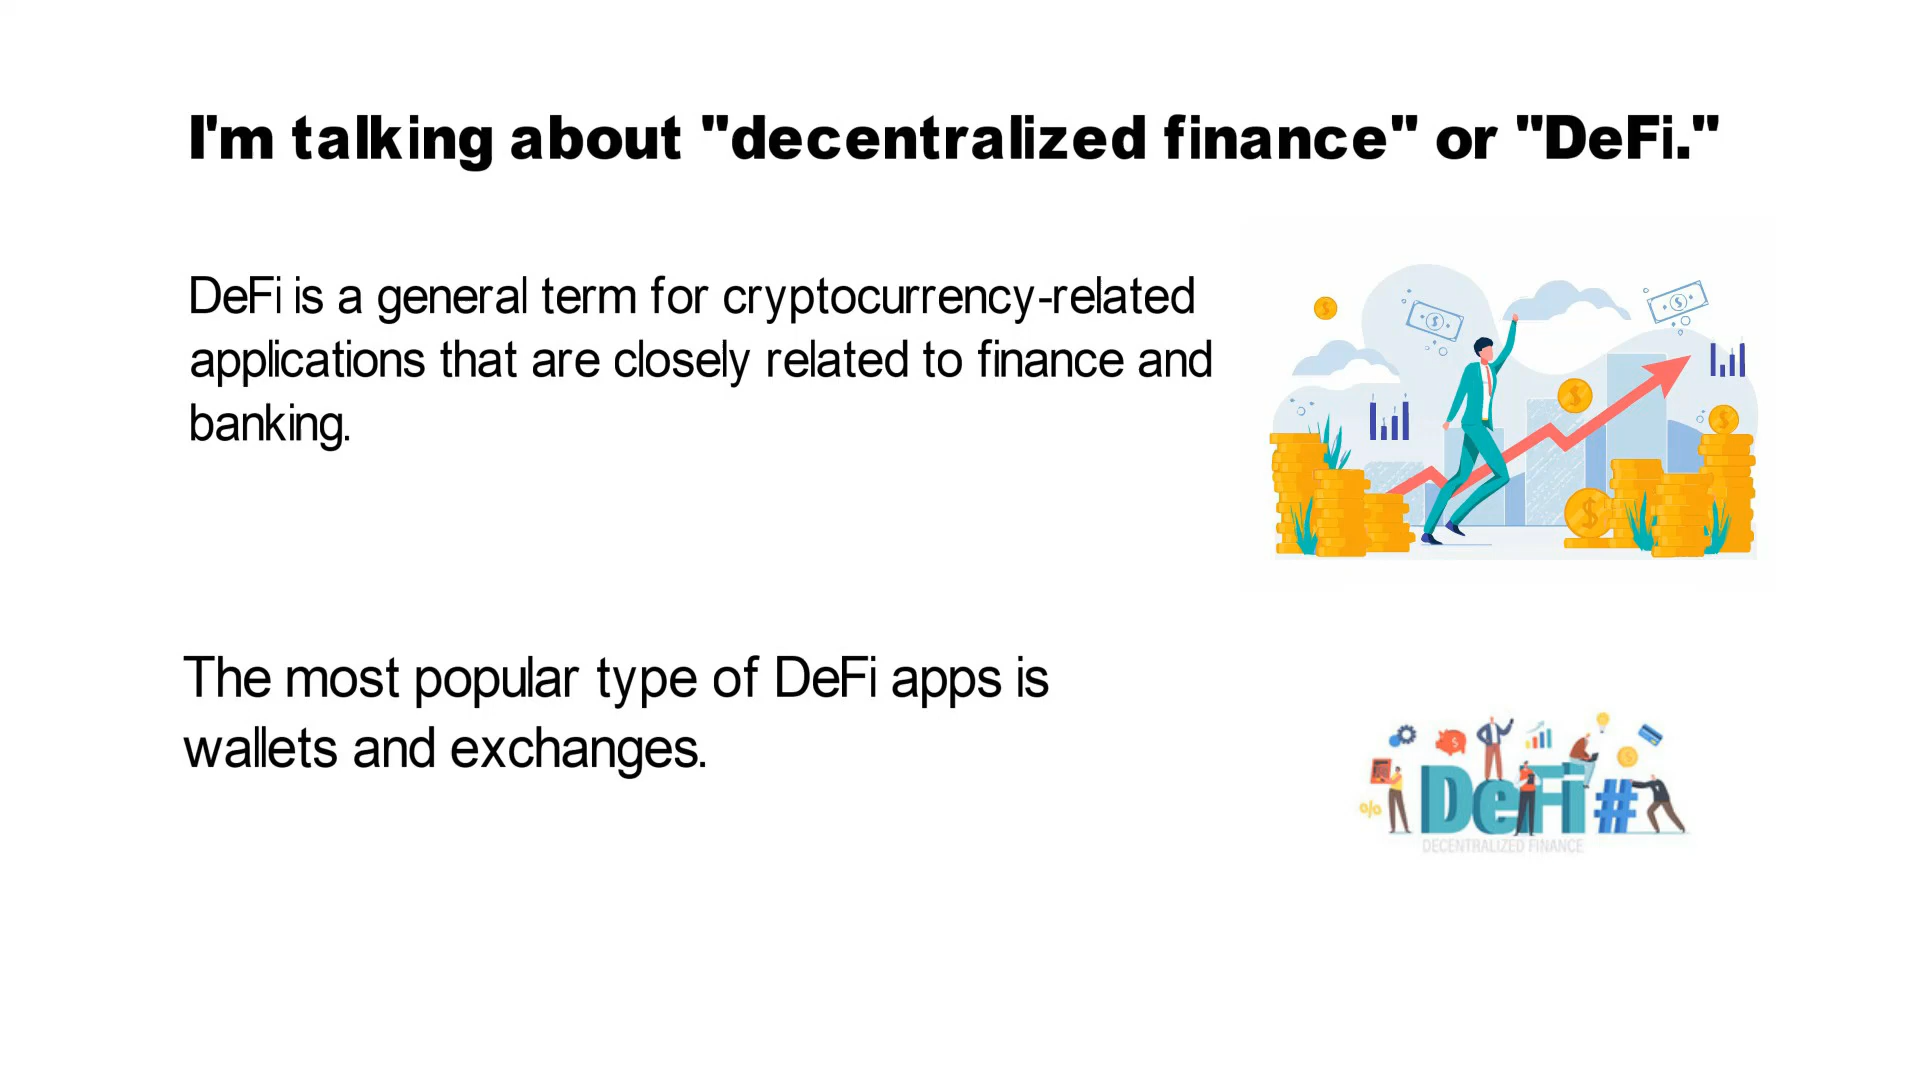 I'm talking about "decentralized finance" or "DeFi."
DeFi is a general term for cryptocurrency-related
applications that are closely related to finance and
banking.
The most popular type of DeFi apps is
wallets and exchanges.
%
DeFi #
DECENTRALIZED FINANCE